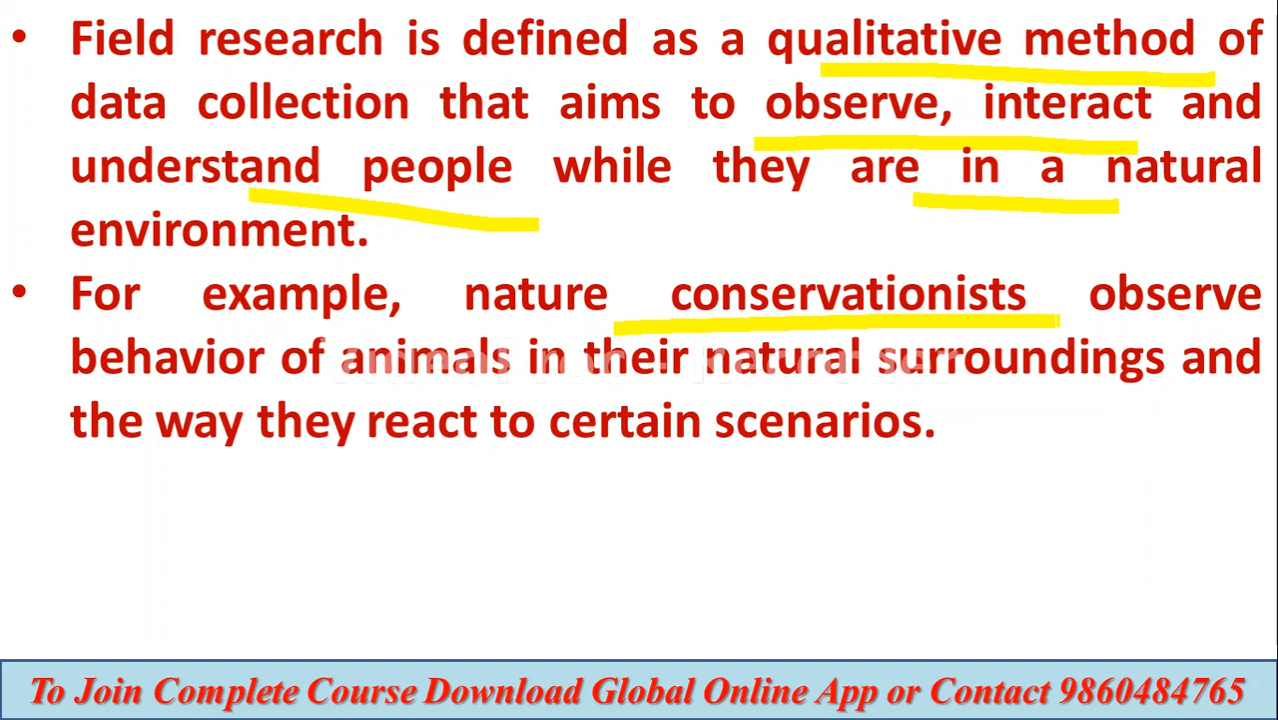 • Field research is defined as a qualitative method of
data collection that aims to observe, interact and
understand people while they are in a natural
environment.
• For example, nature conservationists observe
behavior of animals in their natural surroundings and
the way they react to certain scenarios.
To Join Complete Course Download Global Online App or Contact 9860484765